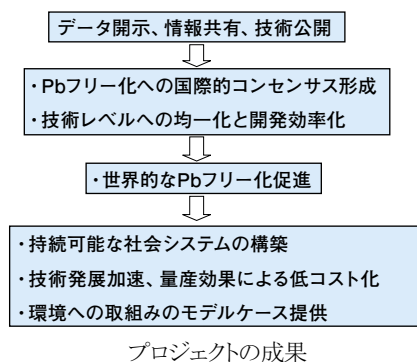 データ開示、情報共有、技術公開
・Pbフリー化への国際的コンセンサス形成
・技術レベルへの均一化と開発効率化
・世界的なPbフリー化促進
・持続可能な社会システムの構築
・技術発展加速、量産効果による低コスト化
・環境への取組みのモデルケース提供
プロジェクトの成果